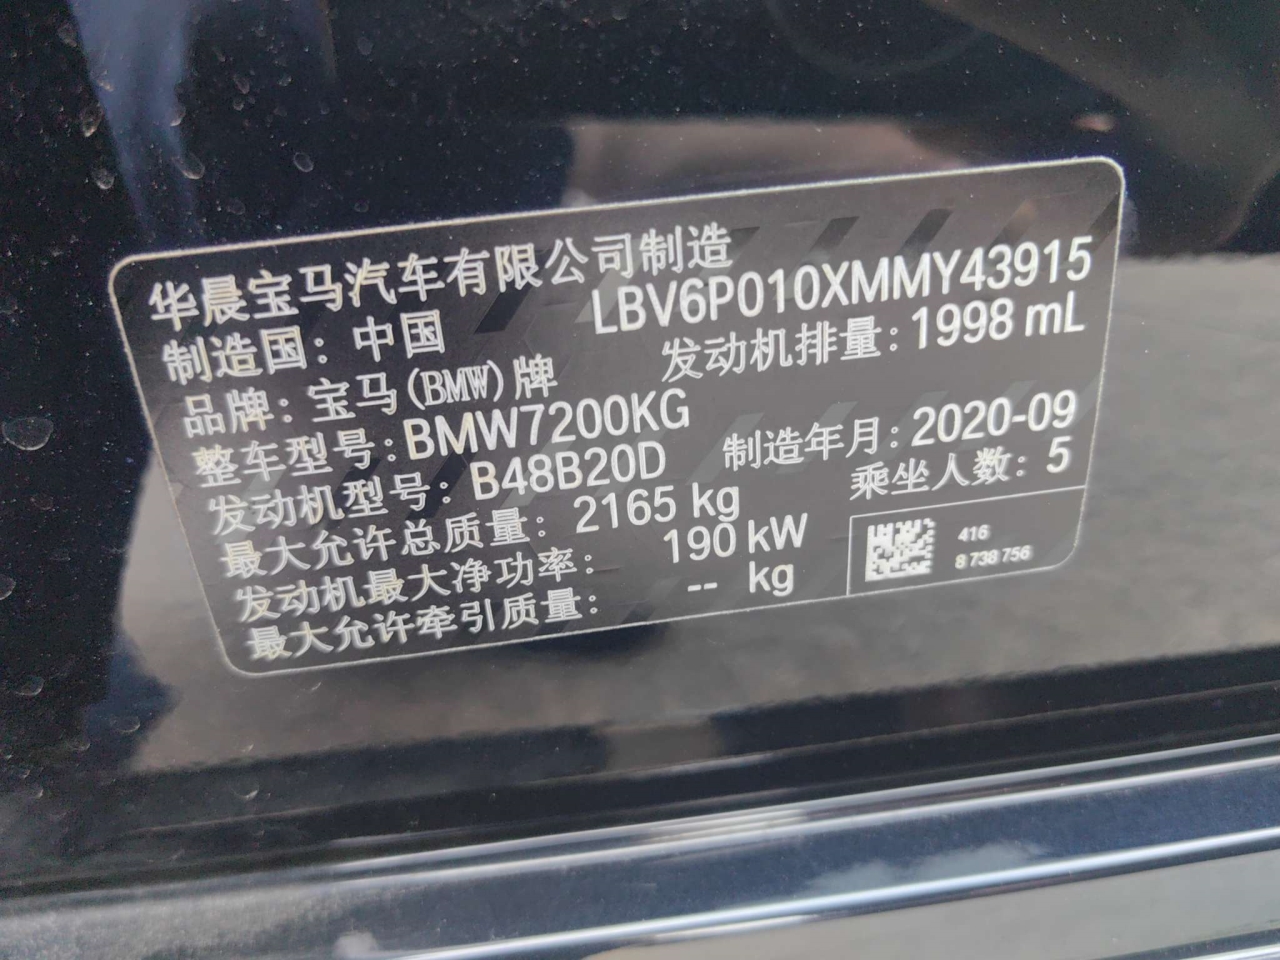 华晨宝马汽车有限公司制造
制造国：中国 LBV6P010XMMY43915
品牌：宝马(BMW)牌 发动机排量：1998 mL
整车型号：BMW7200KG
发动机型号：B48B20D 制造年月：2020-09
最大允许总质量：2165 kg 乘坐人数：5
发动机最大净功率：190 kW
最大允许牵引质量：-- kg
416
8 738 756